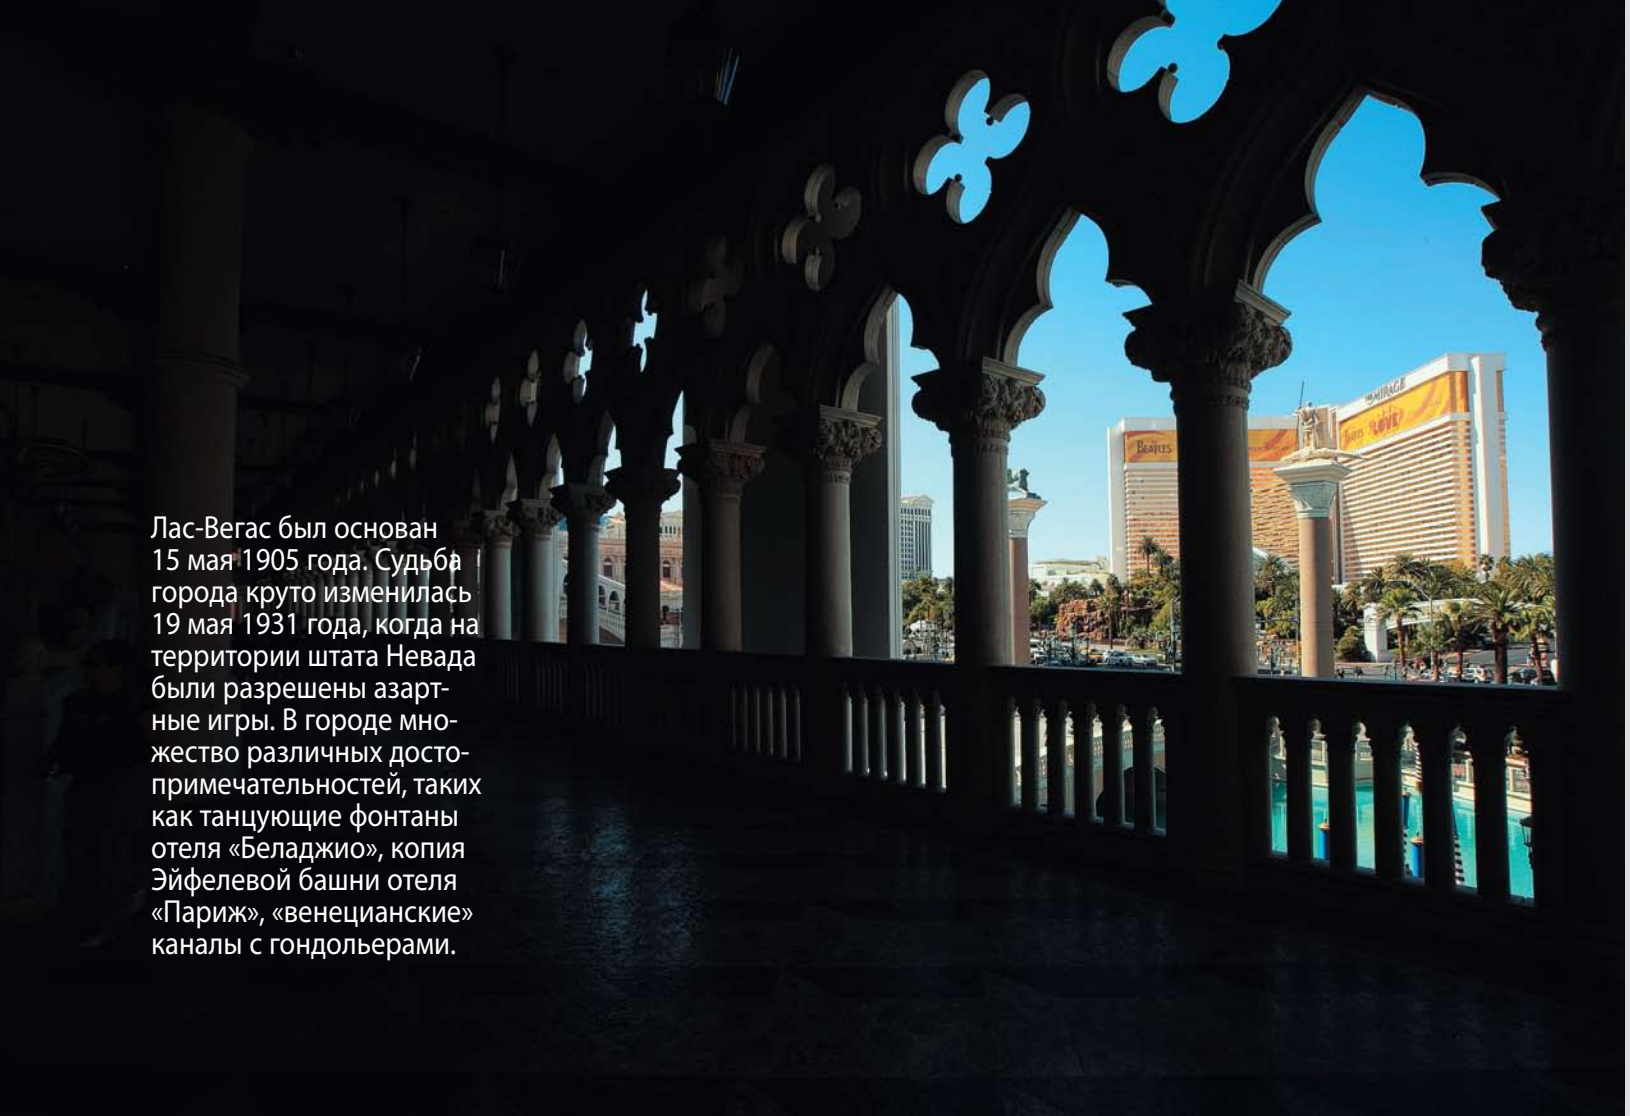 Лас-Вегас был основан
15 мая 1905 года. Судьба
города круто изменилась
19 мая 1931 года, когда на
территории штата Невада
были разрешены азарт-
ные игры. В городе мно-
жество различных досто-
примечательностей, таких
как танцующие фонтаны
отеля «Беладжио», копия
Эйфелевой башни отеля
«Париж», «венецианские»
каналы с гондольерами.
BEATLES
MIRAGE
BEATLES LOVE